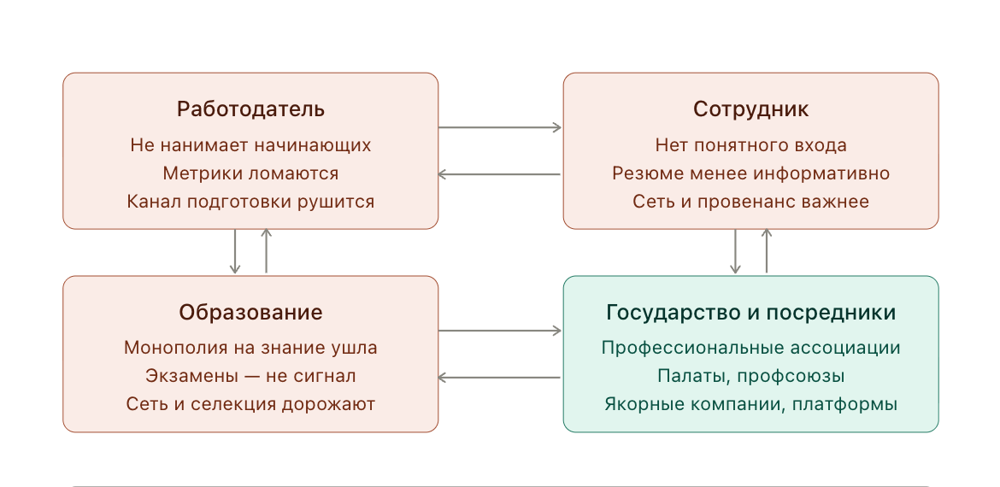 Работодатель
Не нанимает начинающих
Метрики ломаются
Канал подготовки рушится
Сотрудник
Нет понятного входа
Резюме менее информативно
Сеть и провенанс важнее
Образование
Монополия на знание ушла
Экзамены — не сигнал
Сеть и селекция дорожают
Государство и посредники
Профессиональные ассоциации
Палаты, профсоюзы
Якорные компании, платформы